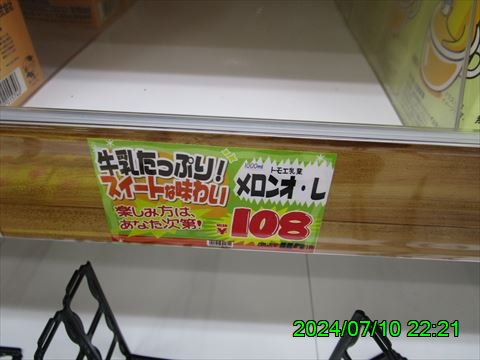 牛乳たっぷり!
スイートな味わい
楽しみ方は、
あなた次第!
1000ml
トモエ乳業
メロンオ・レ
¥108
2024/07/10 22:21